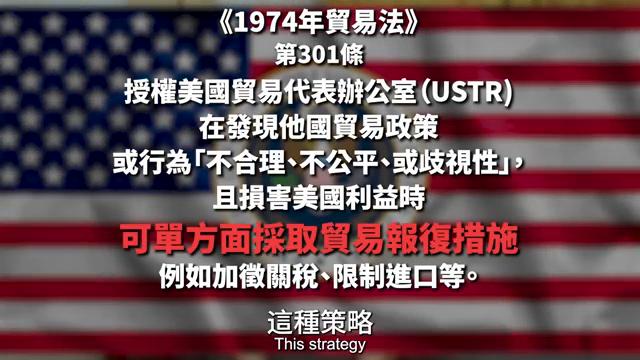 《1974年貿易法》
第301條
授權美國貿易代表辦公室(USTR)
在發現他國貿易政策
或行為「不合理、不公平、或歧視性」，
且損害美國利益時
可單方面採取貿易報復措施
例如加徵關稅、限制進口等。
這種策略
This strategy